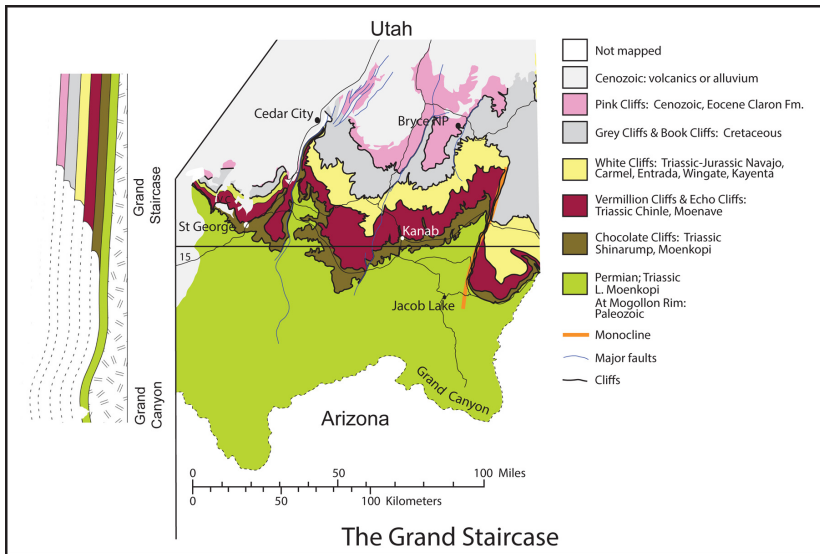 Utah
Cedar City
Bryce NP
Grand
Staircase
St George
Kanab
15
Jacob Lake
Grand Canyon
Grand
Canyon
Arizona
0 50 100 Miles
0 50 100 Kilometers
The Grand Staircase
Not mapped
Cenozoic: volcanics or alluvium
Pink Cliffs: Cenozoic, Eocene Claron Fm.
Grey Cliffs & Book Cliffs: Cretaceous
White Cliffs: Triassic-Jurassic Navajo,
Carmel, Entrada, Wingate, Kayenta
Vermillion Cliffs & Echo Cliffs:
Triassic Chinle, Moenave
Chocolate Cliffs: Triassic
Shinarump, Moenkopi
Permian; Triassic
L. Moenkopi
At Mogollon Rim:
Paleozoic
Monocline
Major faults
Cliffs